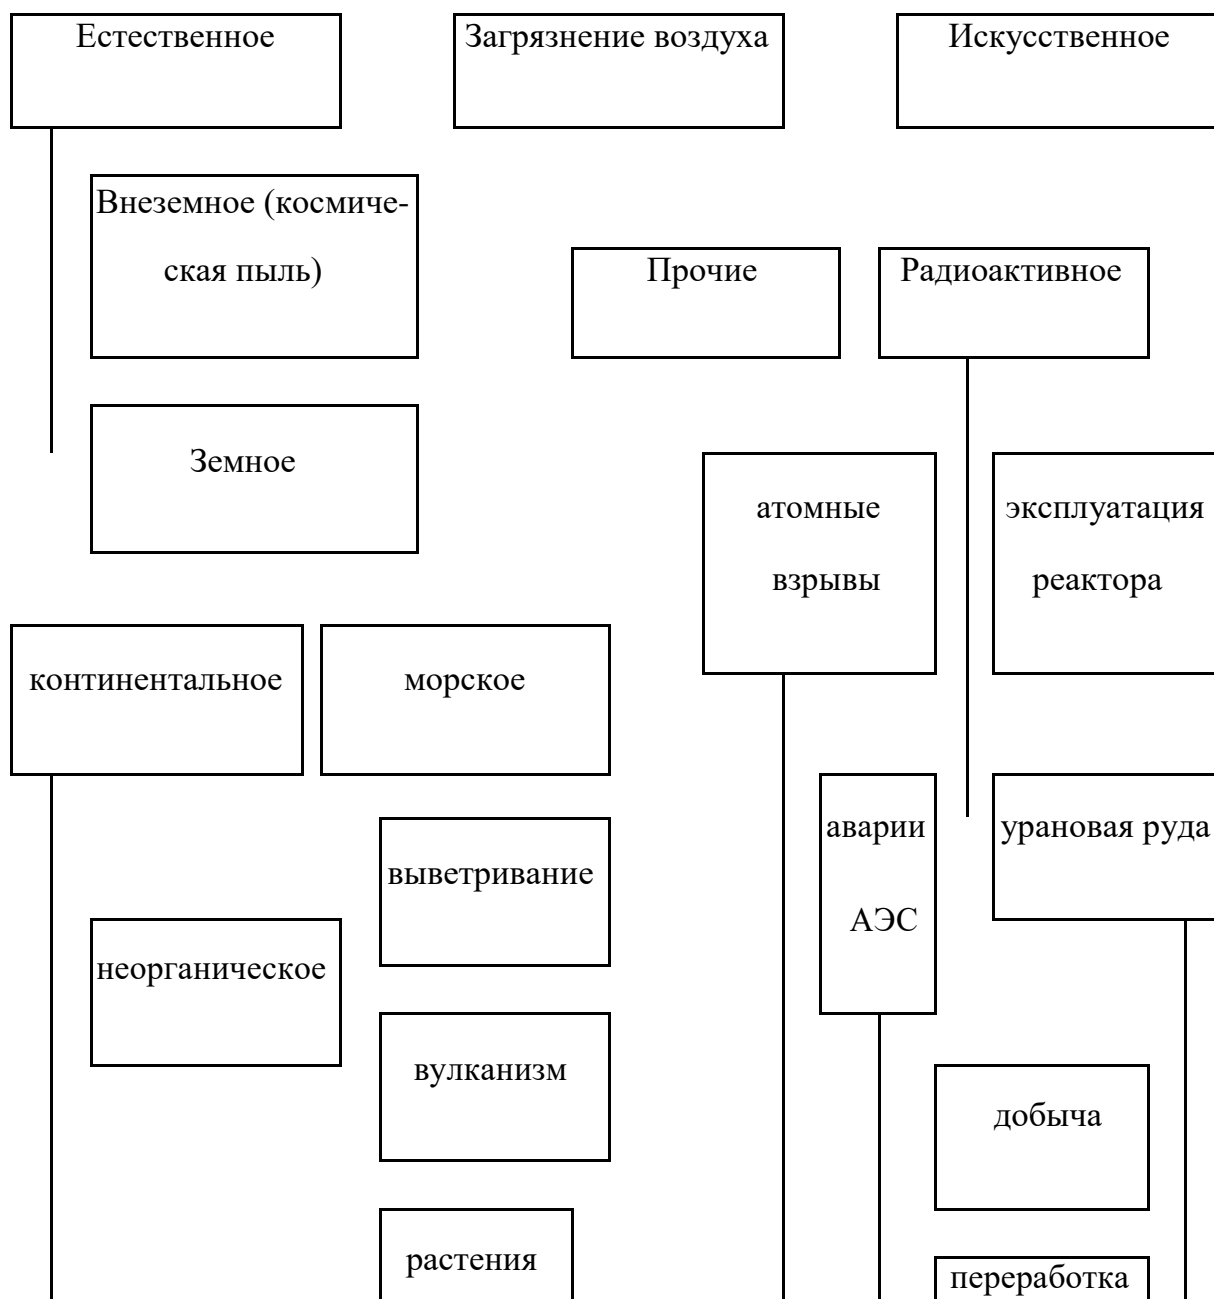 Естественное
Загрязнение воздуха
Искусственное
Внеземное (космиче-
ская пыль)
Прочие
Радиоактивное
Земное
атомные
взрывы
эксплуатация
реактора
континентальное
морское
аварии
АЭС
урановая руда
выветривание
неорганическое
вулканизм
добыча
растения
переработка